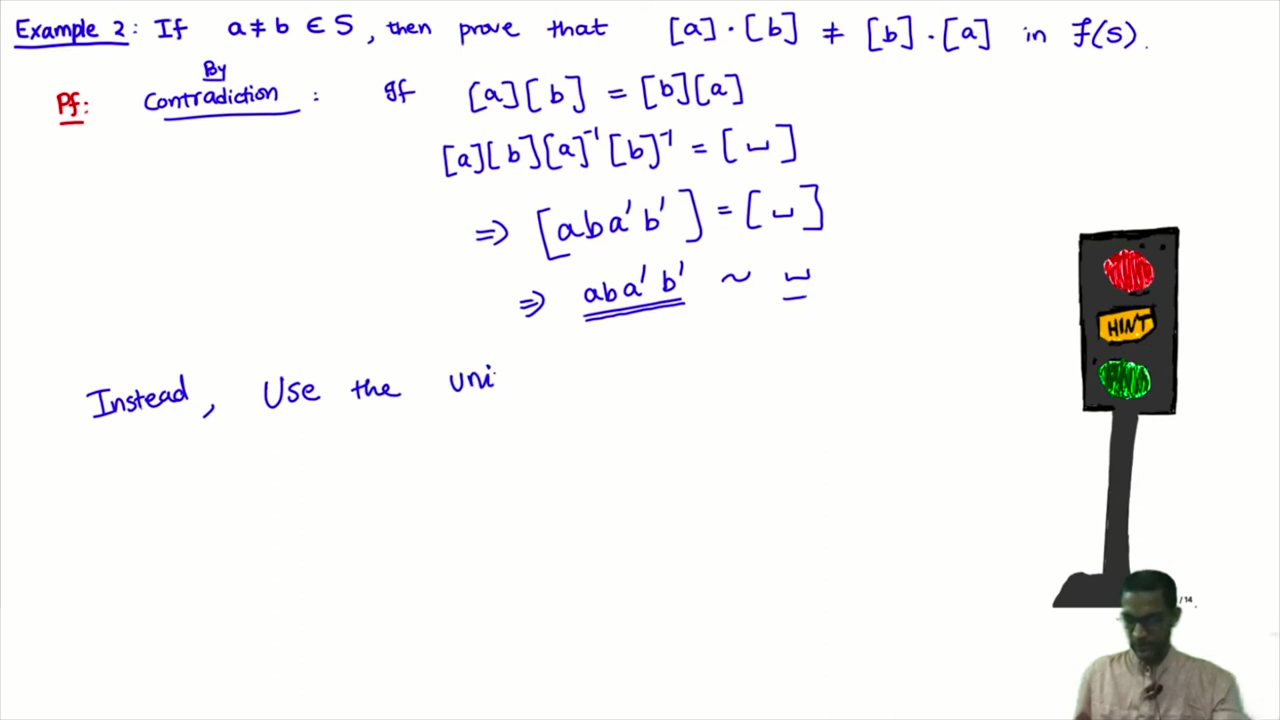 Example 2: If a ≠ b ∈ S, then prove that [a]·[b] ≠ [b]·[a] in F(S).
Pf: By Contradiction: If [a][b] = [b][a]
[a][b][a]⁻¹[b]⁻¹ = [␣]
⇒ [aba'b'] = [␣]
⇒ aba'b' ~ ␣
HINT
Instead, Use the uni
/14